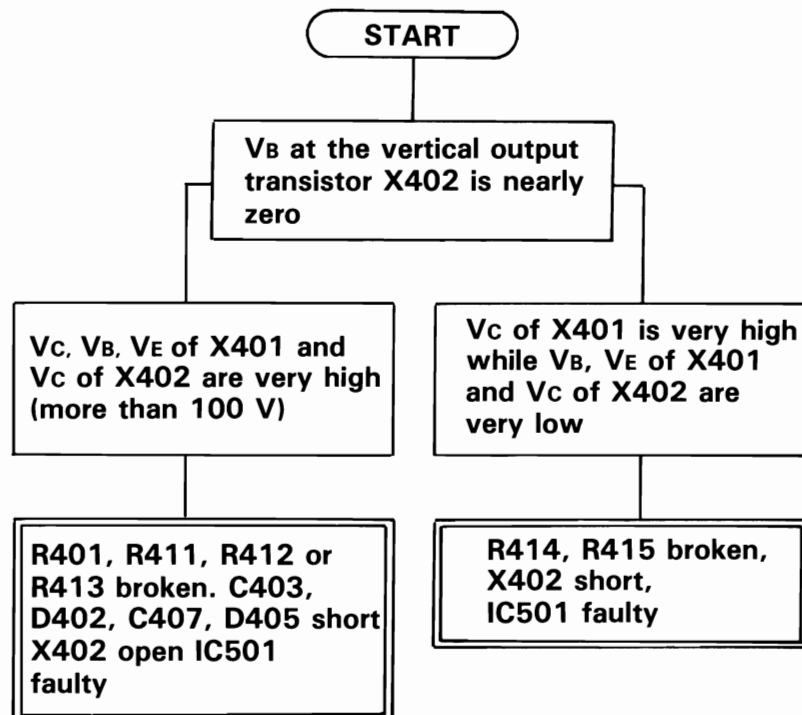 START
VB at the vertical output
transistor X402 is nearly
zero
VC, VB, VE of X401 and
VC of X402 are very high
(more than 100 V)
VC of X401 is very high
while VB, VE of X401
and VC of X402 are
very low
R401, R411, R412 or
R413 broken. C403,
D402, C407, D405 short
X402 open IC501
faulty
R414, R415 broken,
X402 short,
IC501 faulty